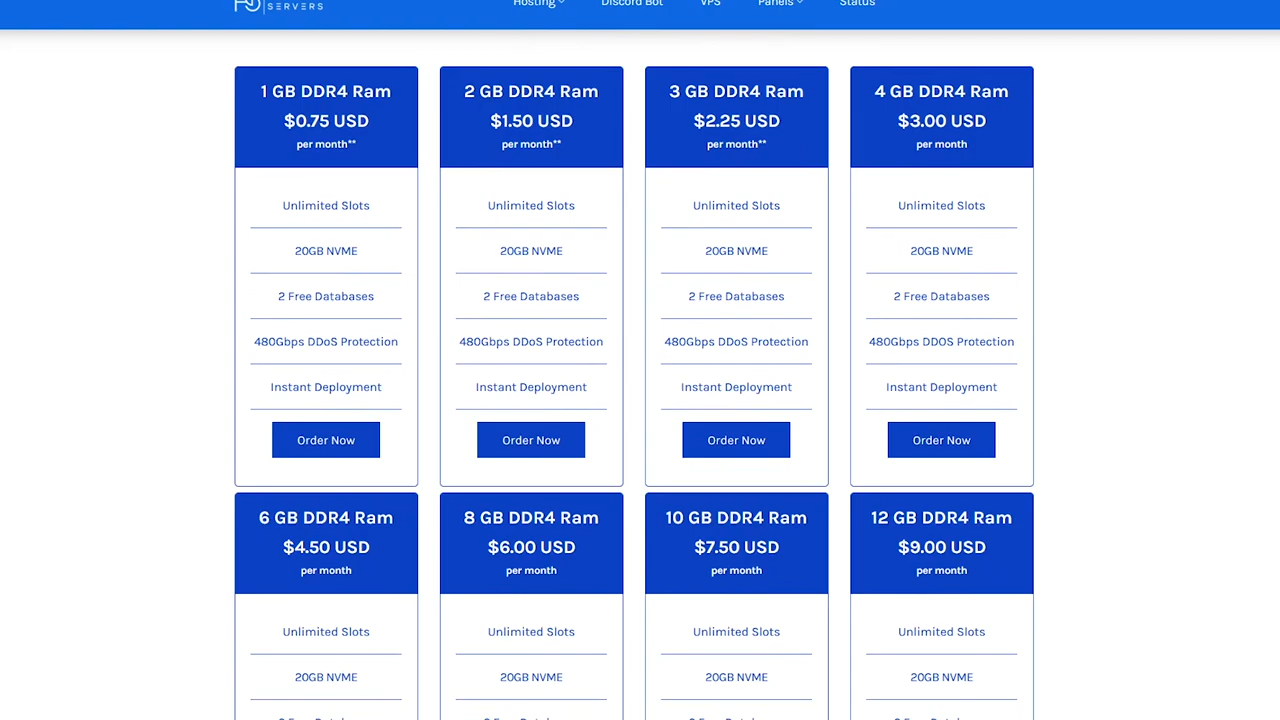 SERVERS
Hosting
Discord Bot
VPS
Panels
Status
1 GB DDR4 Ram
$0.75 USD
per month**
Unlimited Slots
20GB NVME
2 Free Databases
480Gbps DDoS Protection
Instant Deployment
Order Now
2 GB DDR4 Ram
$1.50 USD
per month**
Unlimited Slots
20GB NVME
2 Free Databases
480Gbps DDoS Protection
Instant Deployment
Order Now
3 GB DDR4 Ram
$2.25 USD
per month**
Unlimited Slots
20GB NVME
2 Free Databases
480Gbps DDoS Protection
Instant Deployment
Order Now
4 GB DDR4 Ram
$3.00 USD
per month
Unlimited Slots
20GB NVME
2 Free Databases
480Gbps DDOS Protection
Instant Deployment
Order Now
6 GB DDR4 Ram
$4.50 USD
per month
Unlimited Slots
20GB NVME
8 GB DDR4 Ram
$6.00 USD
per month
Unlimited Slots
20GB NVME
10 GB DDR4 Ram
$7.50 USD
per month
Unlimited Slots
20GB NVME
12 GB DDR4 Ram
$9.00 USD
per month
Unlimited Slots
20GB NVME